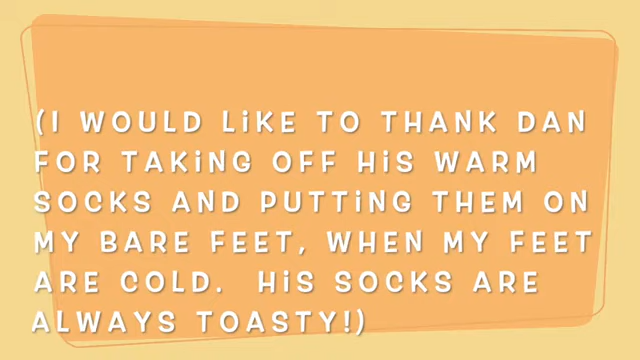 (I WOULD LiKE TO THANK DAN
FOR TAKiNG OFF HiS WARM
SOCKS AND PUTTiNG THEM ON
MY BARE FEET, WHEN MY FEET
ARE COLD.  HiS SOCKS ARE
ALWAYS TOASTY!)